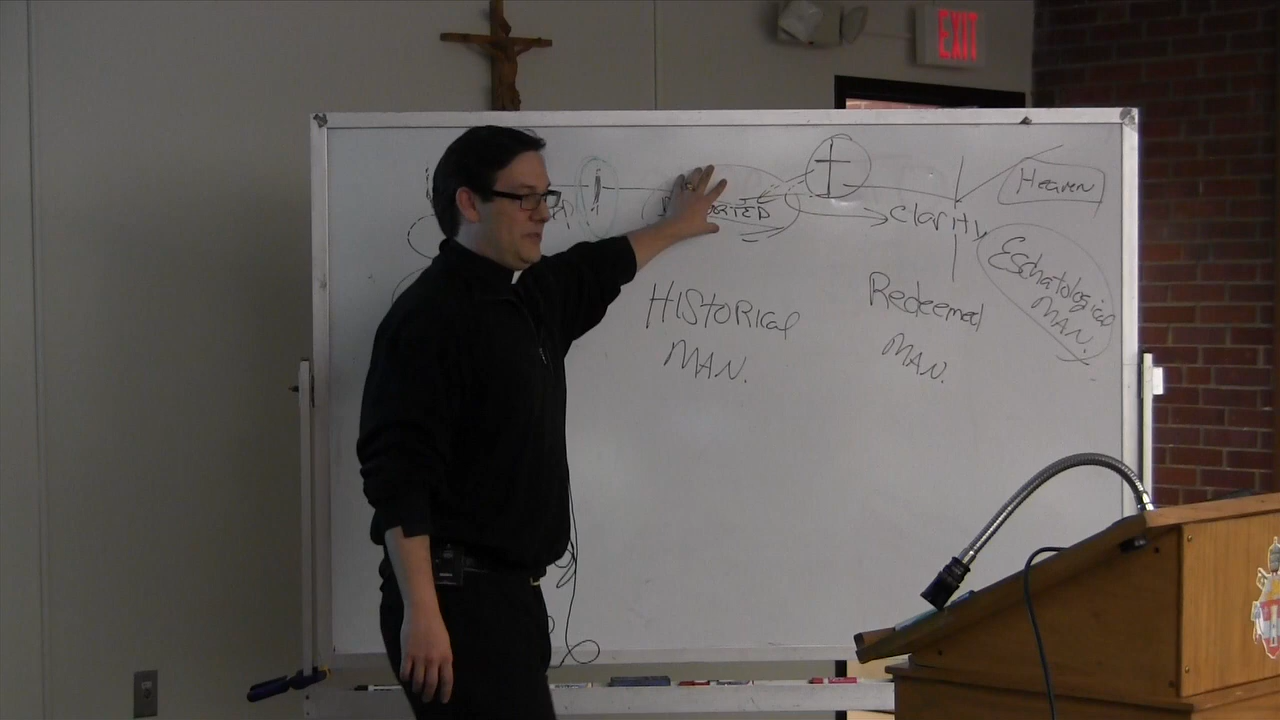 EXIT
Heaven
clarity
Eschatological
MAN.
HISTORICAL
MAN.
Redeemed
MAN.